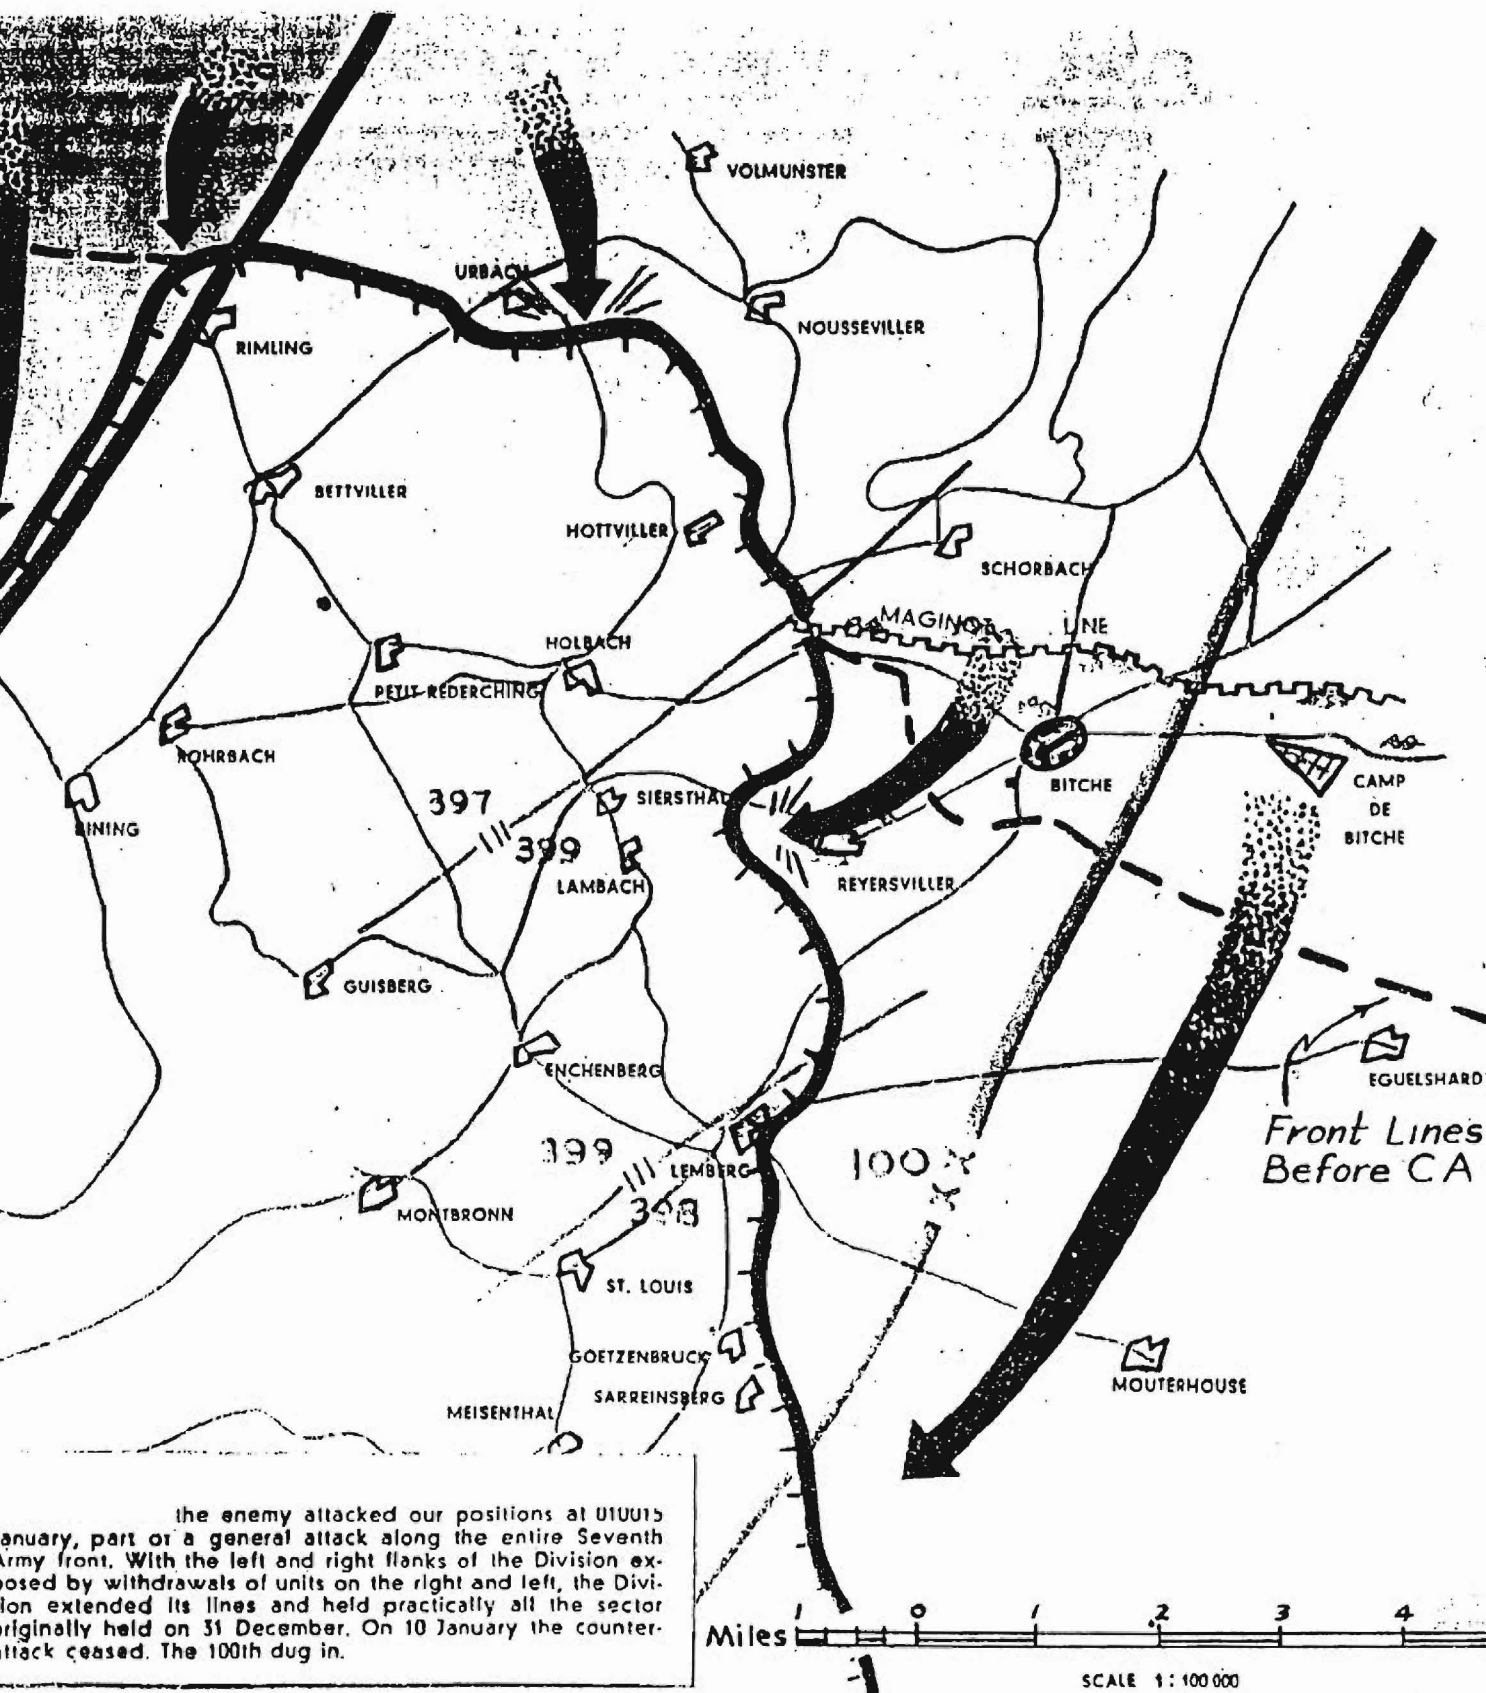 VOLMUNSTER
URBACH
NOUSSEVILLER
RIMLING
BETTVILLER
HOTTVILLER
SCHORBACH
MAGINOT LINE
HOLBACH
PETIT REDERCHING
ROHRBACH
BITCHE
CAMP
DE
BITCHE
397
SIERSTHAL
BINING
399
LAMBACH
REYERSVILLER
GUISBERG
ENCHENBERG
EGUELSHARD
Front Lines
Before CA
399
LEMBERG
100
398
MONTBRONN
ST. LOUIS
GOETZENBRUCK
MOUTERHOUSE
SARREINSBERG
MEISENTHAL
the enemy attacked our positions at 010015
anuary, part of a general attack along the entire Seventh
Army front. With the left and right flanks of the Division ex-
posed by withdrawals of units on the right and left, the Divi-
ion extended its lines and held practically all the sector
originally held on 31 December. On 10 January the counter-
attack ceased. The 100th dug in.
1 0 1 2 3 4
Miles
SCALE 1:100 000